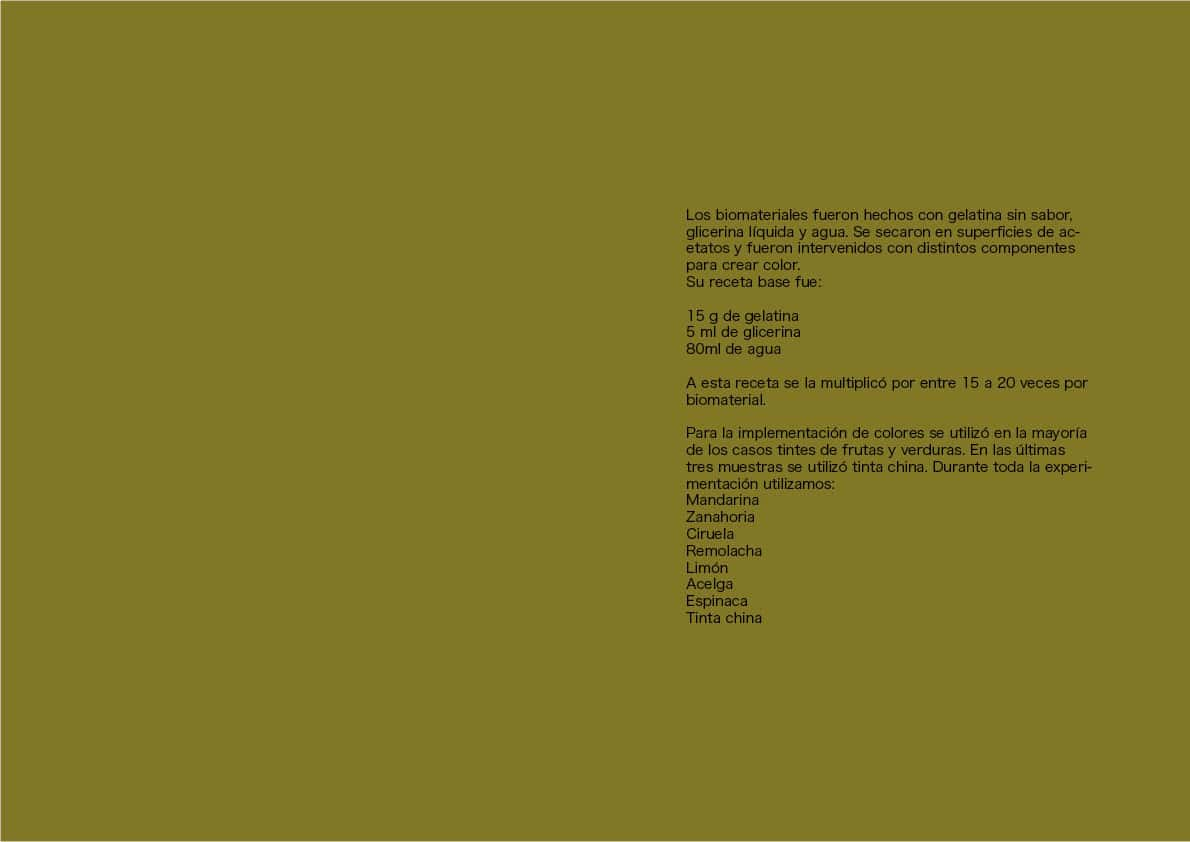 Los biomateriales fueron hechos con gelatina sin sabor,
glicerina líquida y agua. Se secaron en superficies de ac-
etatos y fueron intervenidos con distintos componentes
para crear color.
Su receta base fue:
15 g de gelatina
5 ml de glicerina
80ml de agua
A esta receta se la multiplicó por entre 15 a 20 veces por
biomaterial.
Para la implementación de colores se utilizó en la mayoría
de los casos tintes de frutas y verduras. En las últimas
tres muestras se utilizó tinta china. Durante toda la experi-
mentación utilizamos:
Mandarina
Zanahoria
Ciruela
Remolacha
Limón
Acelga
Espinaca
Tinta china